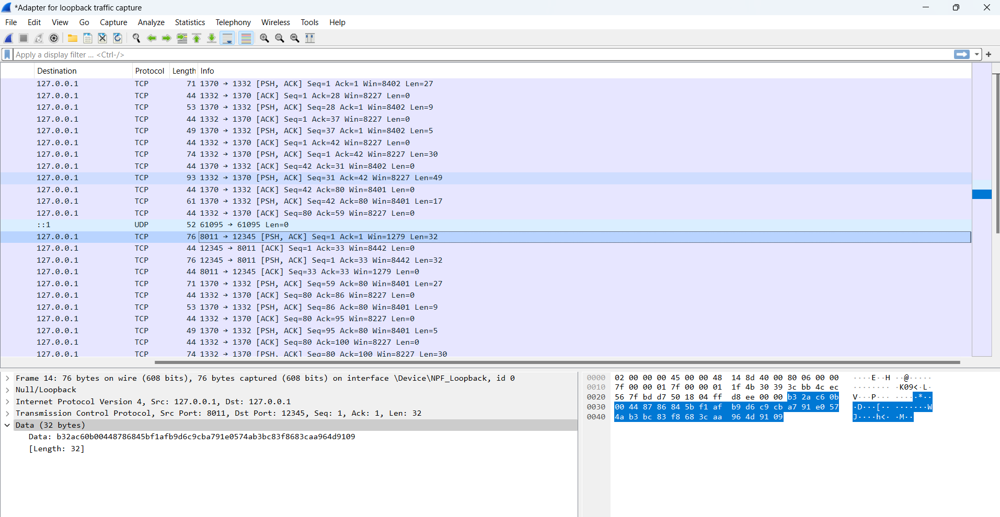 *Adapter for loopback traffic capture
File Edit View Go Capture Analyze Statistics Telephony Wireless Tools Help
Apply a display filter ... <Ctrl-/>
Destination Protocol Length Info
127.0.0.1 TCP 71 1370 → 1332 [PSH, ACK] Seq=1 Ack=1 Win=8402 Len=27
127.0.0.1 TCP 44 1332 → 1370 [ACK] Seq=1 Ack=28 Win=8227 Len=0
127.0.0.1 TCP 53 1370 → 1332 [PSH, ACK] Seq=28 Ack=1 Win=8402 Len=9
127.0.0.1 TCP 44 1332 → 1370 [ACK] Seq=1 Ack=37 Win=8227 Len=0
127.0.0.1 TCP 49 1370 → 1332 [PSH, ACK] Seq=37 Ack=1 Win=8402 Len=5
127.0.0.1 TCP 44 1332 → 1370 [ACK] Seq=1 Ack=42 Win=8227 Len=0
127.0.0.1 TCP 74 1332 → 1370 [PSH, ACK] Seq=1 Ack=42 Win=8227 Len=30
127.0.0.1 TCP 44 1370 → 1332 [ACK] Seq=42 Ack=31 Win=8402 Len=0
127.0.0.1 TCP 93 1332 → 1370 [PSH, ACK] Seq=31 Ack=42 Win=8227 Len=49
127.0.0.1 TCP 44 1370 → 1332 [ACK] Seq=42 Ack=80 Win=8401 Len=0
127.0.0.1 TCP 61 1370 → 1332 [PSH, ACK] Seq=42 Ack=80 Win=8401 Len=17
127.0.0.1 TCP 44 1332 → 1370 [ACK] Seq=80 Ack=59 Win=8227 Len=0
::1 UDP 52 61095 → 61095 Len=0
127.0.0.1 TCP 76 8011 → 12345 [PSH, ACK] Seq=1 Ack=1 Win=1279 Len=32
127.0.0.1 TCP 44 12345 → 8011 [ACK] Seq=1 Ack=33 Win=8442 Len=0
127.0.0.1 TCP 76 12345 → 8011 [PSH, ACK] Seq=1 Ack=33 Win=8442 Len=32
127.0.0.1 TCP 44 8011 → 12345 [ACK] Seq=33 Ack=33 Win=1279 Len=0
127.0.0.1 TCP 71 1370 → 1332 [PSH, ACK] Seq=59 Ack=80 Win=8401 Len=27
127.0.0.1 TCP 44 1332 → 1370 [ACK] Seq=80 Ack=86 Win=8227 Len=0
127.0.0.1 TCP 53 1370 → 1332 [PSH, ACK] Seq=86 Ack=80 Win=8401 Len=9
127.0.0.1 TCP 44 1332 → 1370 [ACK] Seq=80 Ack=95 Win=8227 Len=0
127.0.0.1 TCP 49 1370 → 1332 [PSH, ACK] Seq=95 Ack=80 Win=8401 Len=5
127.0.0.1 TCP 44 1332 → 1370 [ACK] Seq=80 Ack=100 Win=8227 Len=0
127.0.0.1 TCP 74 1332 → 1370 [PSH, ACK] Seq=80 Ack=100 Win=8227 Len=30
Frame 14: 76 bytes on wire (608 bits), 76 bytes captured (608 bits) on interface \Device\NPF_Loopback, id 0
Null/Loopback
Internet Protocol Version 4, Src: 127.0.0.1, Dst: 127.0.0.1
Transmission Control Protocol, Src Port: 8011, Dst Port: 12345, Seq: 1, Ack: 1, Len: 32
Data (32 bytes)
Data: b32ac60b00448786845bf1afb9d6c9cba791e0574ab3bc83f8683caa964d9109
[Length: 32]
0000 02 00 00 00 45 00 00 48 14 8d 40 00 80 06 00 00 ····E··H ··@·····
0010 7f 00 00 01 7f 00 00 01 1f 4b 30 39 3c bb 4c ec ········ ·K09<·L·
0020 56 7f bd d7 50 18 04 ff d8 ee 00 00 b3 2a c6 0b V···P··· ·····*··
0030 00 44 87 86 84 5b f1 af b9 d6 c9 cb a7 91 e0 57 ·D···[·· ·······W
0040 4a b3 bc 83 f8 68 3c aa 96 4d 91 09 J····h<· ·M··